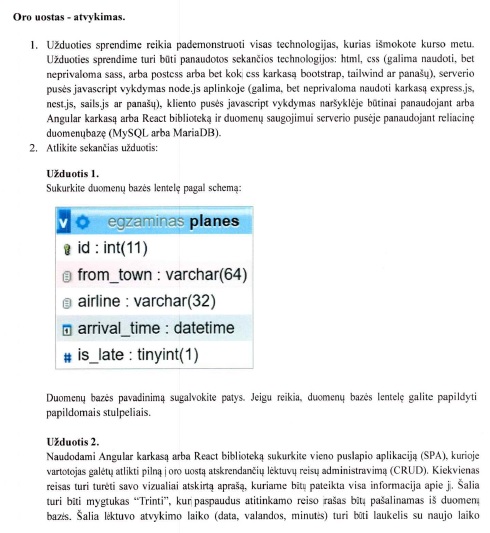 Oro uostas - atvykimas.
1. Užduoties sprendime reikia pademonstruoti visas technologijas, kurias išmokote kurso metu.
Užduoties sprendime turi būti panaudotos sekančios technologijos: html, css (galima naudoti, bet
neprivaloma sass, arba postcss arba bet kokį css karkasą bootstrap, tailwind ar panašų), serverio
pusės javascript vykdymas node.js aplinkoje (galima, bet neprivaloma naudoti karkasą express.js,
nest.js, sails.js ar panašų), kliento pusės javascript vykdymas naršyklėje būtinai panaudojant arba
Angular karkasą arba React biblioteką ir duomenų saugojimui serverio pusėje panaudojant reliacinę
duomenųbazę (MySQL arba MariaDB).
2. Atlikite sekančias užduotis:
Užduotis 1.
Sukurkite duomenų bazės lentelę pagal schemą:
v egzaminas planes
id : int(11)
from_town : varchar(64)
airline : varchar(32)
arrival_time : datetime
# is_late : tinyint(1)
Duomenų bazės pavadinimą sugalvokite patys. Jeigu reikia, duomenų bazės lentelę galite papildyti
papildomais stulpeliais.
Užduotis 2.
Naudodami Angular karkasą arba React biblioteką sukurkite vieno puslapio aplikaciją (SPA), kurioje
vartotojas galėtų atlikti pilną į oro uostą atskrendančių lėktuvų reisų administravimą (CRUD). Kiekvienas
reisas turi turėti savo vizualiai atskirtą aprašą, kuriame būtų pateikta visa informacija apie jį. Šalia
turi būti mygtukas “Trinti”, kurį paspaudus atitinkamo reiso įrašas būtų pašalinamas iš duomenų
bazės. Šalia lėktuvo atvykimo laiko (data, valandos, minutės) turi būti laukelis su naujo laiko